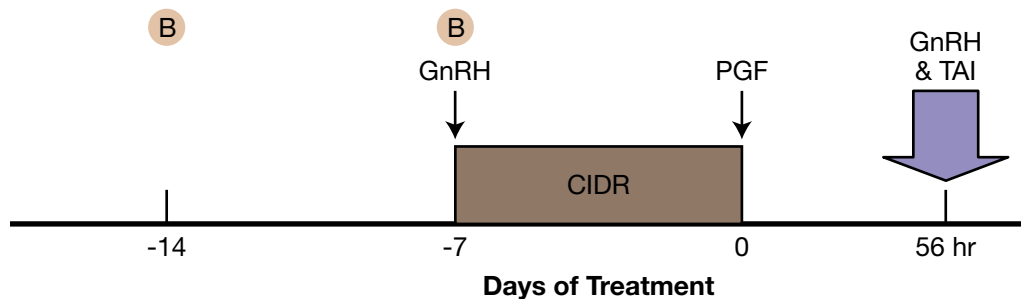 B
B
GnRH
PGF
GnRH
& TAI
CIDR
-14
-7
0
56 hr
Days of Treatment